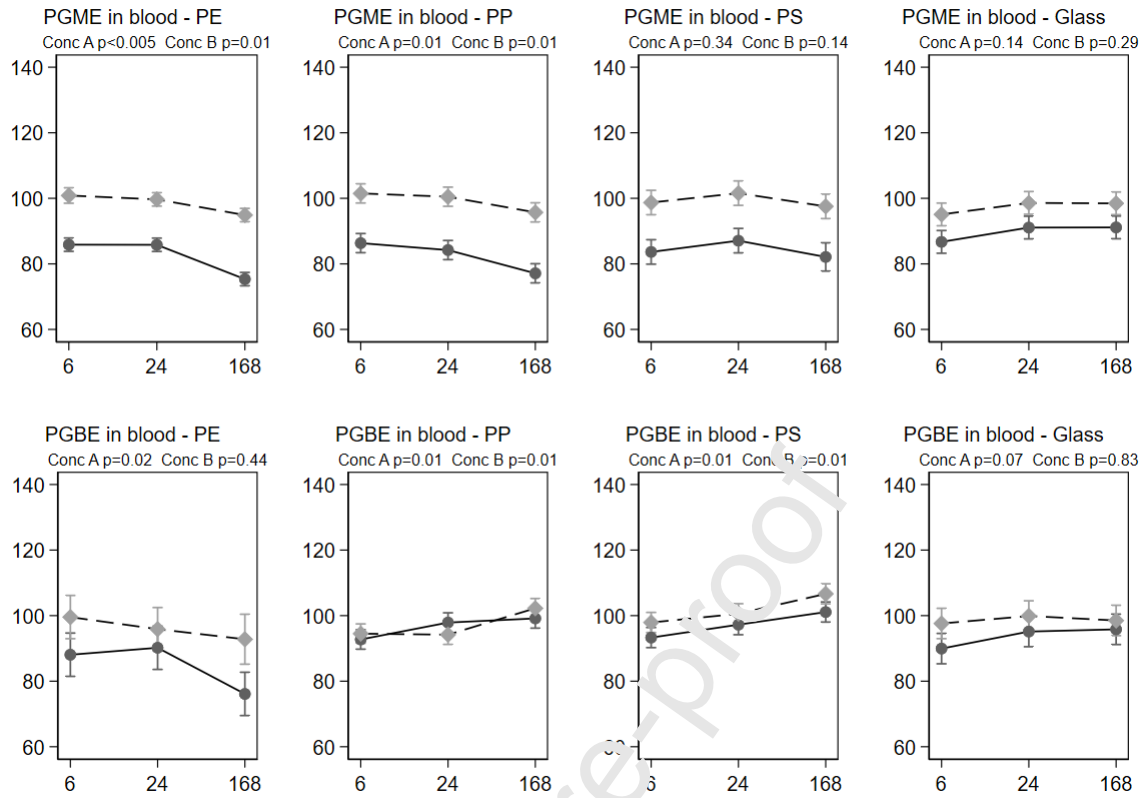 PGME in blood - PE
Conc A p<0.005 Conc B p=0.01
140
120
100
80
60
6 24 168
PGME in blood - PP
Conc A p=0.01 Conc B p=0.01
140
120
100
80
60
6 24 168
PGME in blood - PS
Conc A p=0.34 Conc B p=0.14
140
120
100
80
60
6 24 168
PGME in blood - Glass
Conc A p=0.14 Conc B p=0.29
140
120
100
80
60
6 24 168
PGBE in blood - PE
Conc A p=0.02 Conc B p=0.44
140
120
100
80
60
6 24 168
PGBE in blood - PP
Conc A p=0.01 Conc B p=0.01
140
120
100
80
60
6 24 168
PGBE in blood - PS
Conc A p=0.01 Conc B p=0.01
140
120
100
80
6 24 168
PGBE in blood - Glass
Conc A p=0.07 Conc B p=0.83
140
120
100
80
60
6 24 168
e-proof